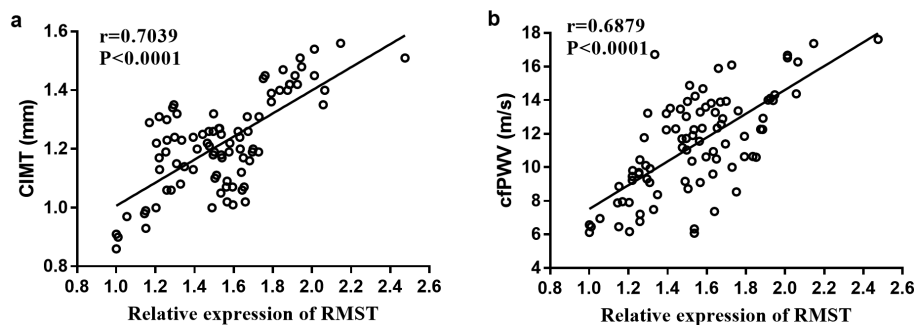 a
r=0.7039
P<0.0001
1.6
1.4
1.2
1.0
0.8
CIMT (mm)
1.0 1.2 1.4 1.6 1.8 2.0 2.2 2.4 2.6
Relative expression of RMST
b
r=0.6879
P<0.0001
18
16
14
12
10
8
6
4
cfPWV (m/s)
0.8 1.0 1.2 1.4 1.6 1.8 2.0 2.2 2.4 2.6
Relative expression of RMST